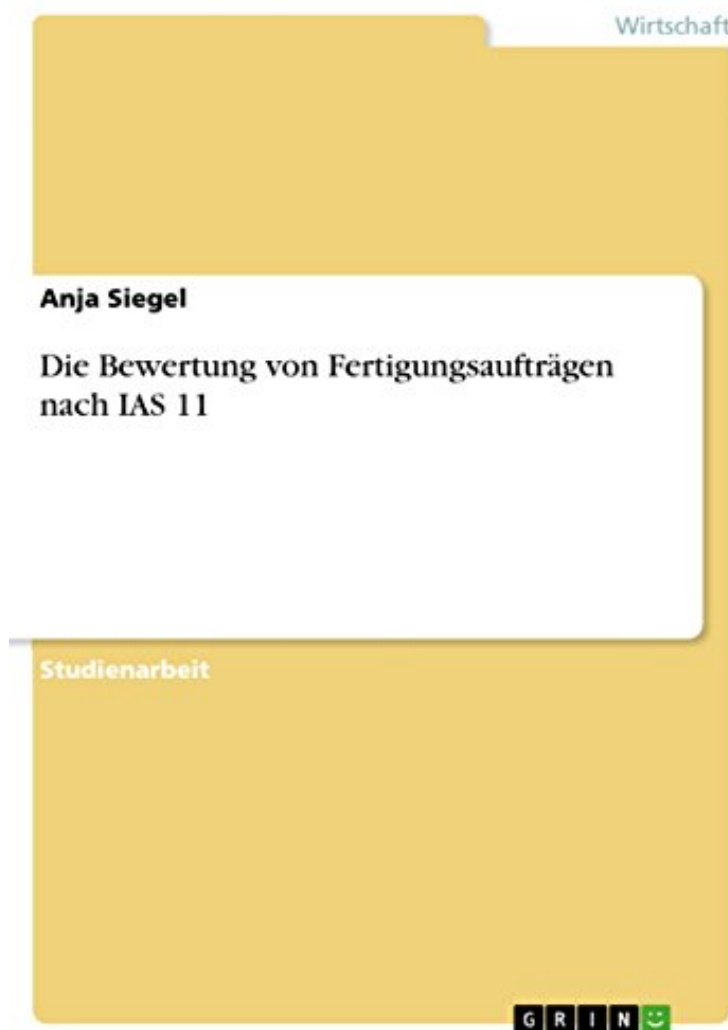 Wirtschaft
Anja Siegel
Die Bewertung von Fertigungsaufträgen
nach IAS 11
Studienarbeit
GRIN